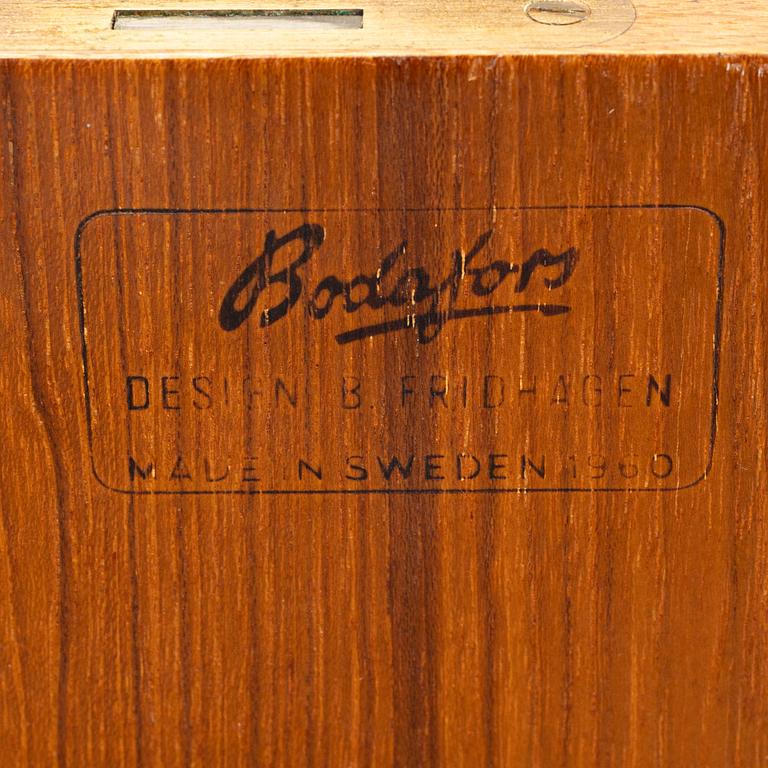 Bodafors
DESIGN B. FRIDHAGEN
MADE IN SWEDEN 1960